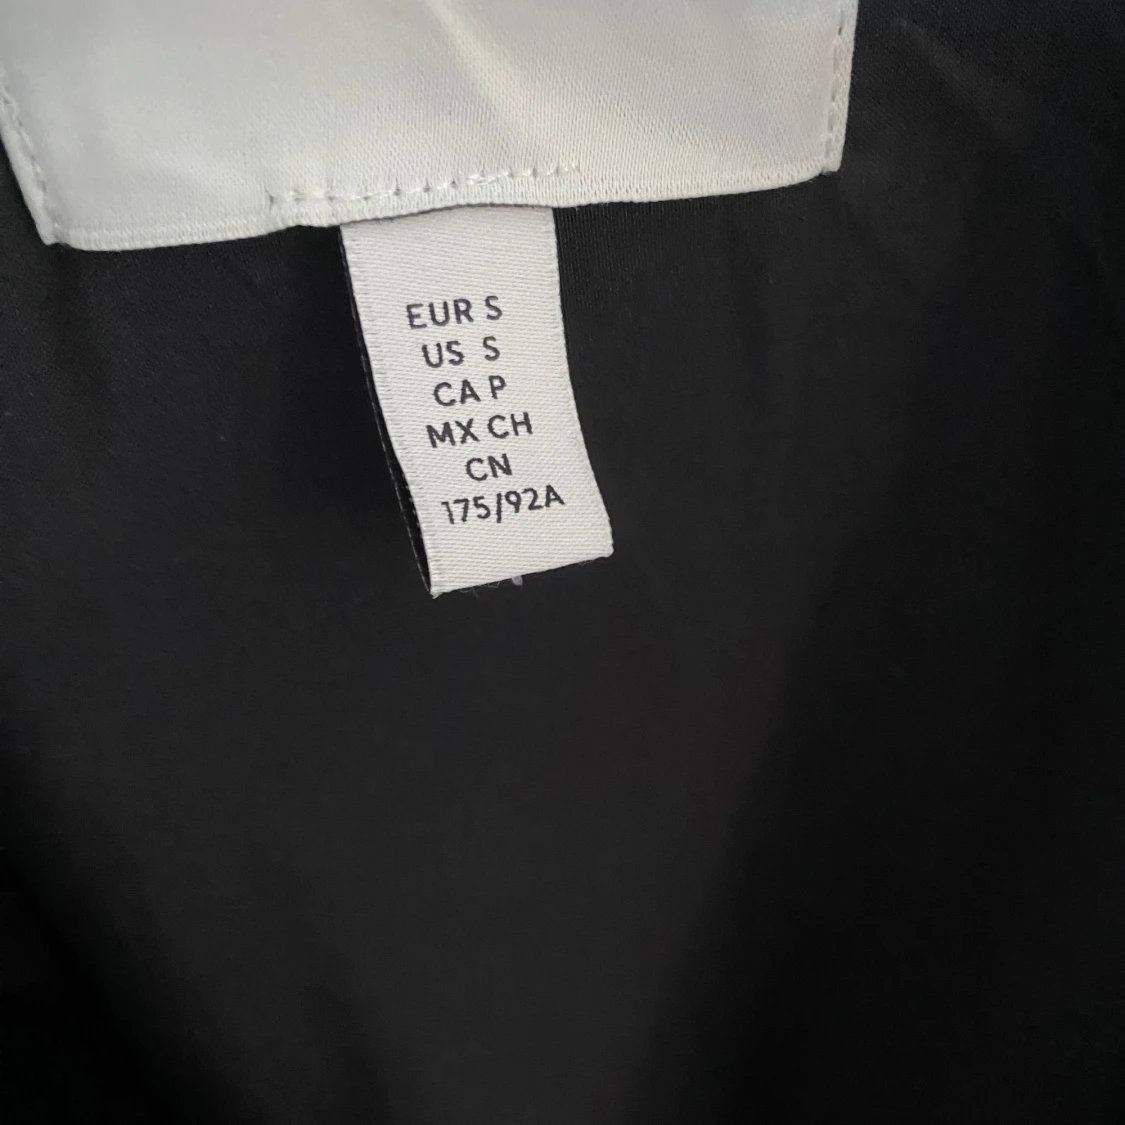 EUR S
US S
CA P
MX CH
CN
175/92A